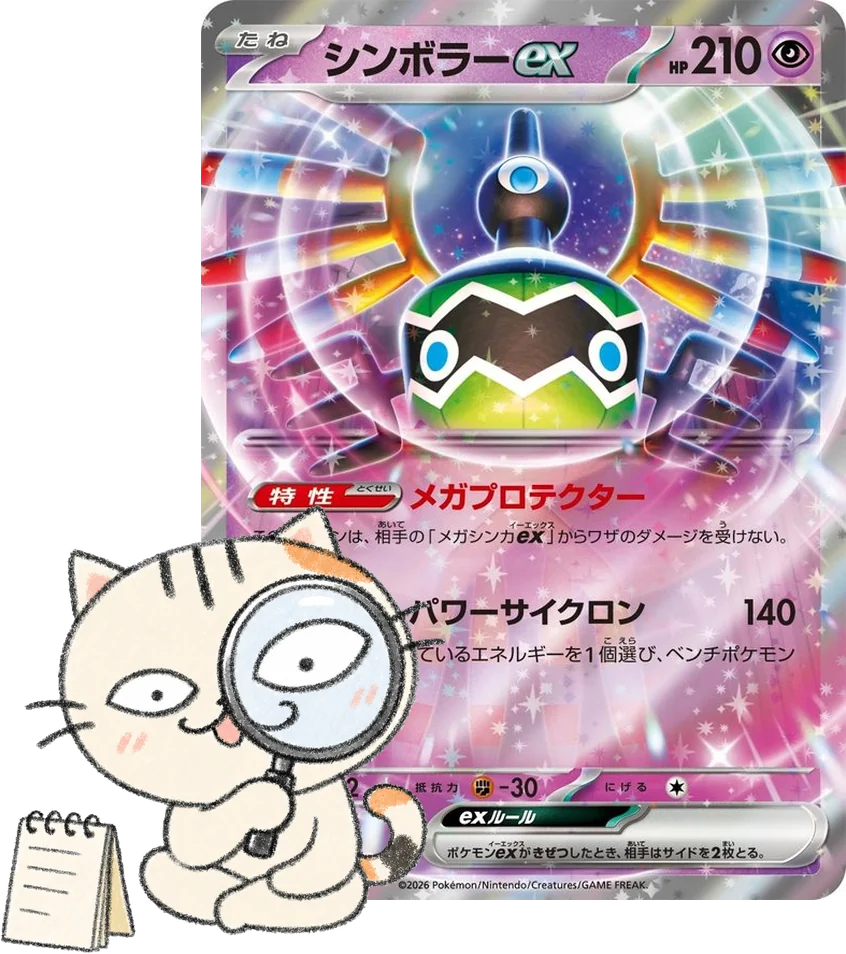 たね シンボラーex HP210
特性 とくせい メガプロテクター
は、相手の「メガシンカex」からワザのダメージを受けない。
パワーサイクロン 140
ているエネルギーを1個選び、ベンチポケモン
2 抵抗力 -30 にげる
exルール
ポケモンexがきぜつしたとき、相手はサイドを2枚とる。
©2026 Pokémon/Nintendo/Creatures/GAME FREAK.